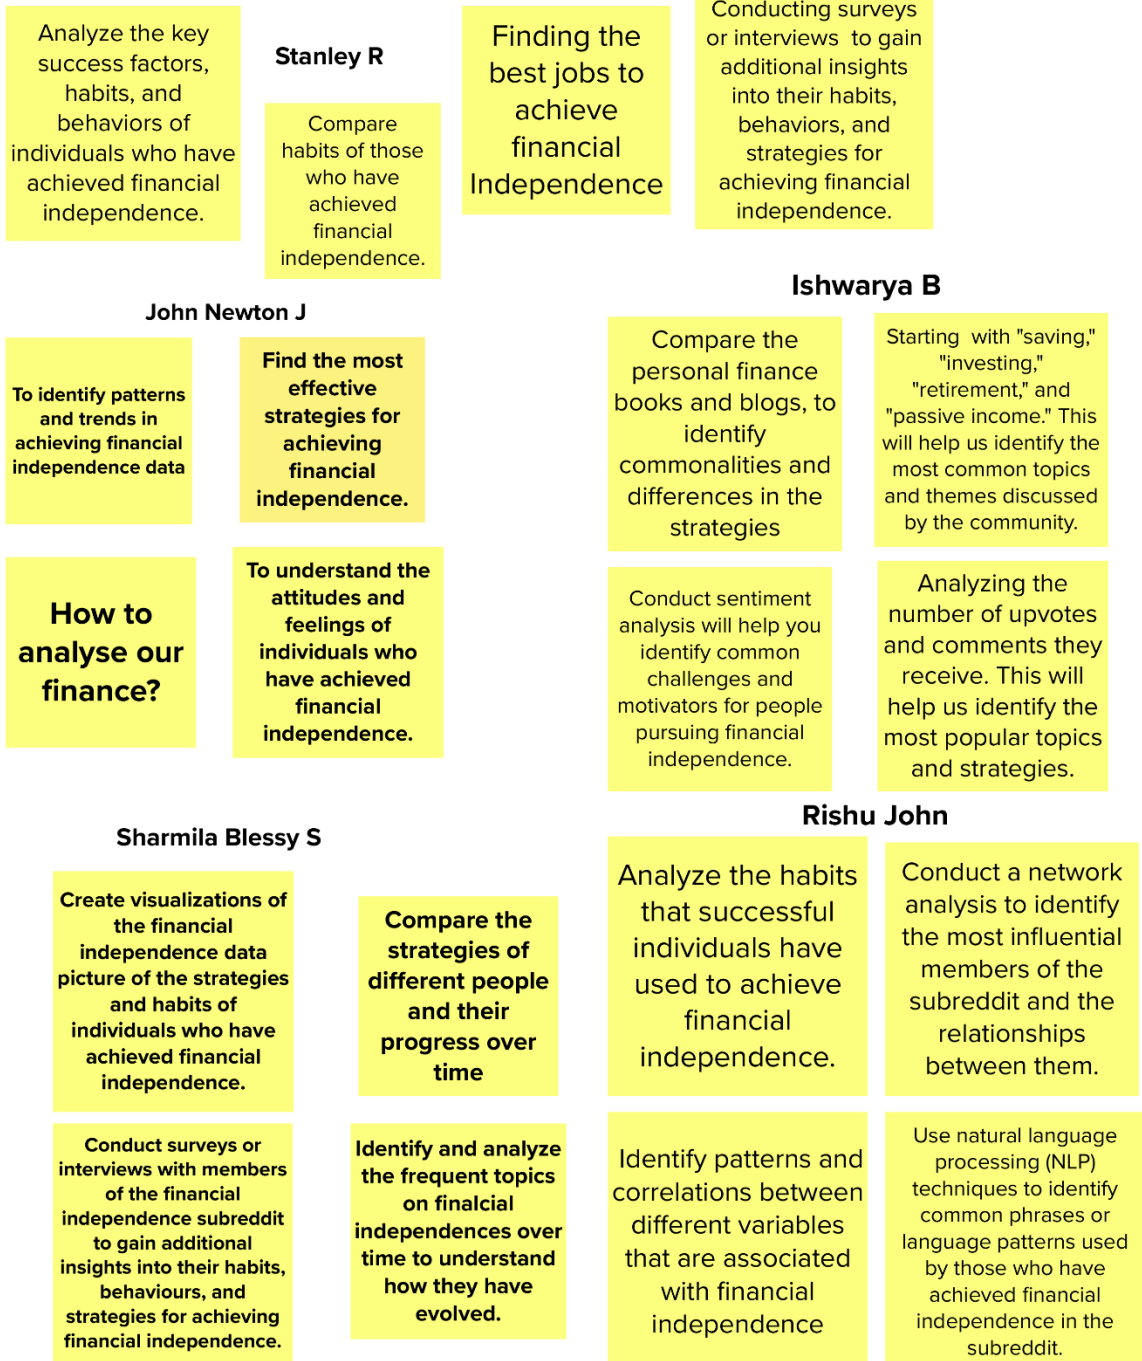 Analyze the key
success factors,
habits, and
behaviors of
individuals who have
achieved financial
independence.
Stanley R
Compare
habits of those
who have
achieved
financial
independence.
Finding the
best jobs to
achieve
financial
Independence
Conducting surveys
or interviews to gain
additional insights
into their habits,
behaviors, and
strategies for
achieving financial
independence.
John Newton J
To identify patterns
and trends in
achieving financial
independence data
Find the most
effective
strategies for
achieving
financial
independence.
How to
analyse our
finance?
To understand the
attitudes and
feelings of
individuals who
have achieved
financial
independence.
Ishwarya B
Compare the
personal finance
books and blogs, to
identify
commonalities and
differences in the
strategies
Starting with "saving,"
"investing,"
"retirement," and
"passive income." This
will help us identify the
most common topics
and themes discussed
by the community.
Conduct sentiment
analysis will help you
identify common
challenges and
motivators for people
pursuing financial
independence.
Analyzing the
number of upvotes
and comments they
receive. This will
help us identify the
most popular topics
and strategies.
Sharmila Blessy S
Create visualizations of
the financial
independence data
picture of the strategies
and habits of
individuals who have
achieved financial
independence.
Compare the
strategies of
different people
and their
progress over
time
Conduct surveys or
interviews with members
of the financial
independence subreddit
to gain additional
insights into their habits,
behaviours, and
strategies for achieving
financial independence.
Identify and analyze
the frequent topics
on finalcial
independences over
time to understand
how they have
evolved.
Rishu John
Analyze the habits
that successful
individuals have
used to achieve
financial
independence.
Conduct a network
analysis to identify
the most influential
members of the
subreddit and the
relationships
between them.
Identify patterns and
correlations between
different variables
that are associated
with financial
independence
Use natural language
processing (NLP)
techniques to identify
common phrases or
language patterns used
by those who have
achieved financial
independence in the
subreddit.